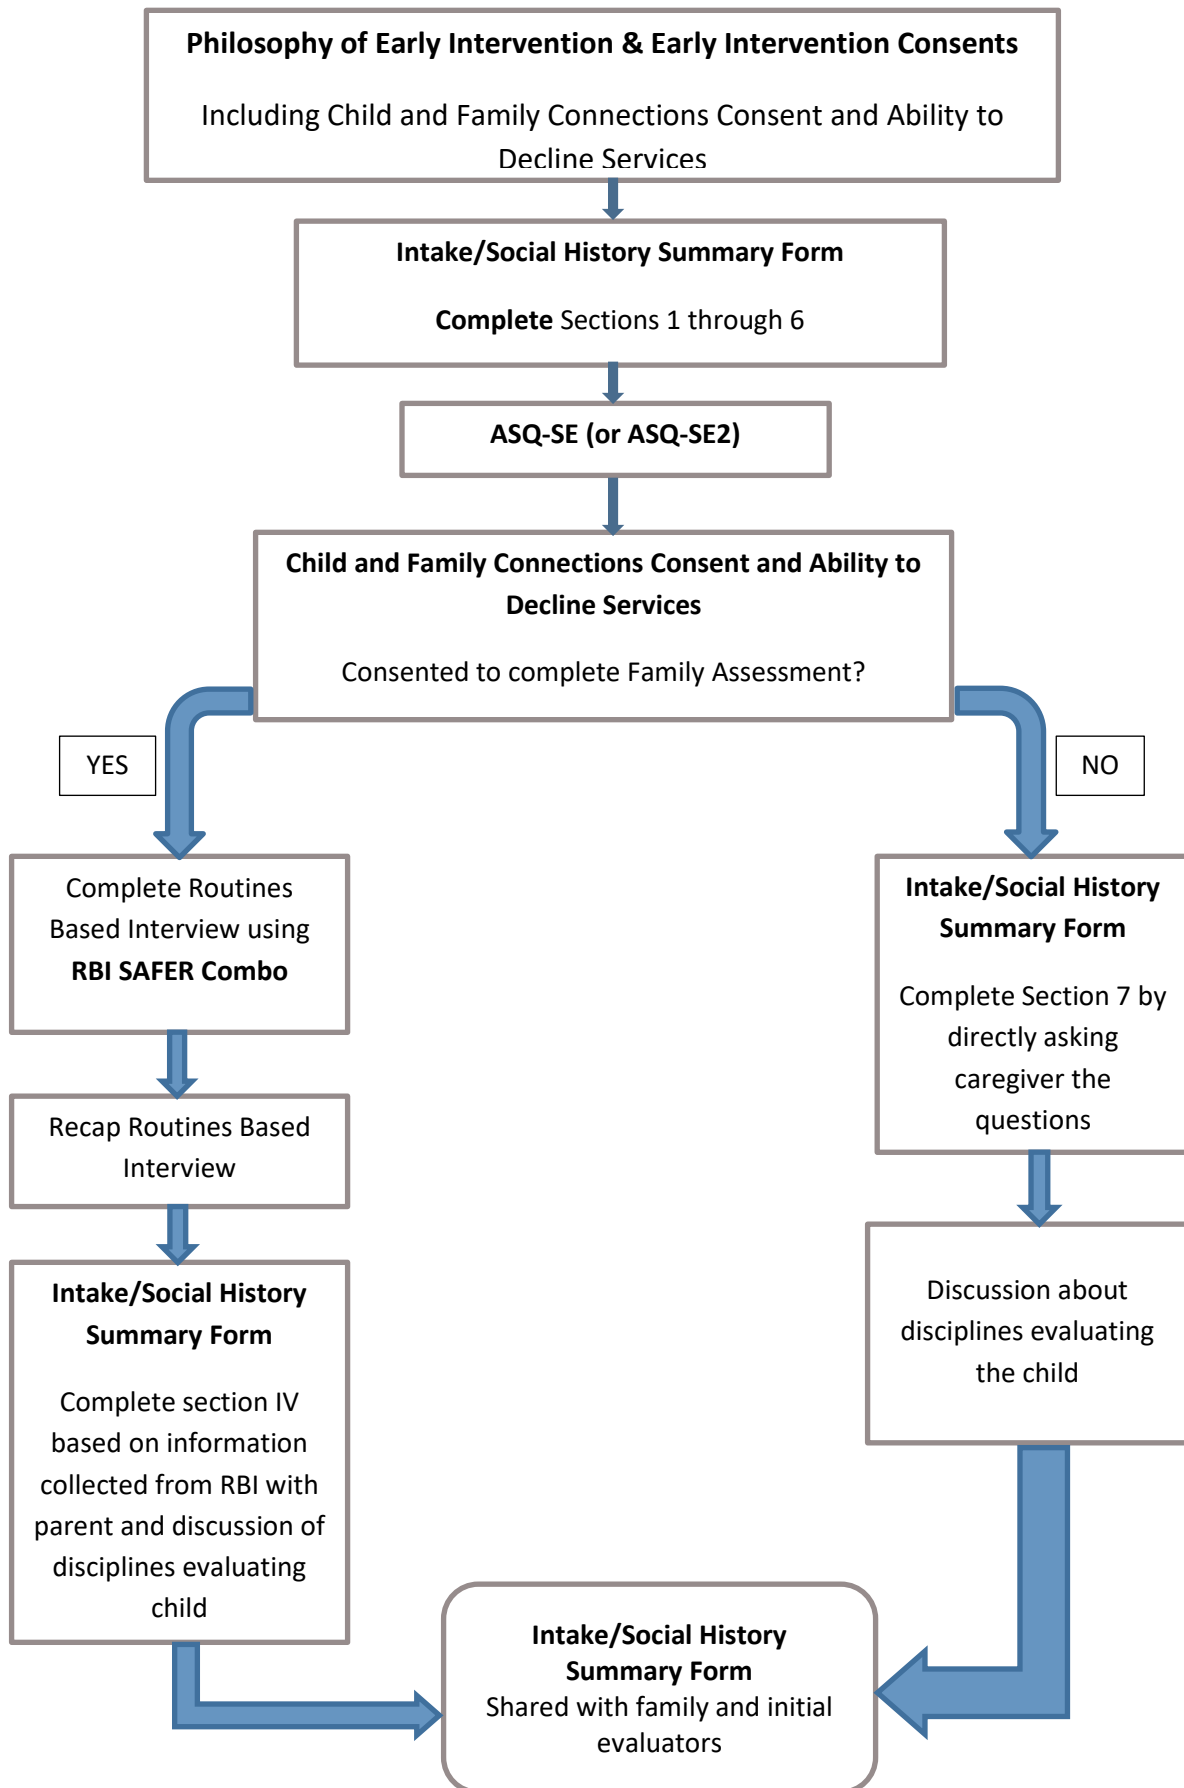 Philosophy of Early Intervention & Early Intervention Consents
Including Child and Family Connections Consent and Ability to
Decline Services
Intake/Social History Summary Form
Complete Sections 1 through 6
ASQ-SE (or ASQ-SE2)
Child and Family Connections Consent and Ability to
Decline Services
Consented to complete Family Assessment?
YES
NO
Complete Routines
Based Interview using
RBI SAFER Combo
Recap Routines Based
Interview
Intake/Social History
Summary Form
Complete section IV
based on information
collected from RBI with
parent and discussion of
disciplines evaluating
child
Intake/Social History
Summary Form
Complete Section 7 by
directly asking
caregiver the
questions
Discussion about
disciplines evaluating
the child
Intake/Social History
Summary Form
Shared with family and initial
evaluators